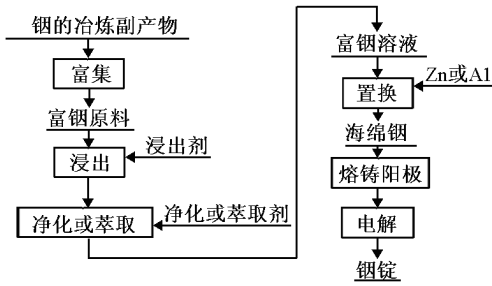 铟的冶炼副产物
富集
富铟原料
浸出
浸出剂
净化或萃取
净化或萃取剂
富铟溶液
置换
Zn或A1
海绵铟
熔铸阳极
电解
铟锭